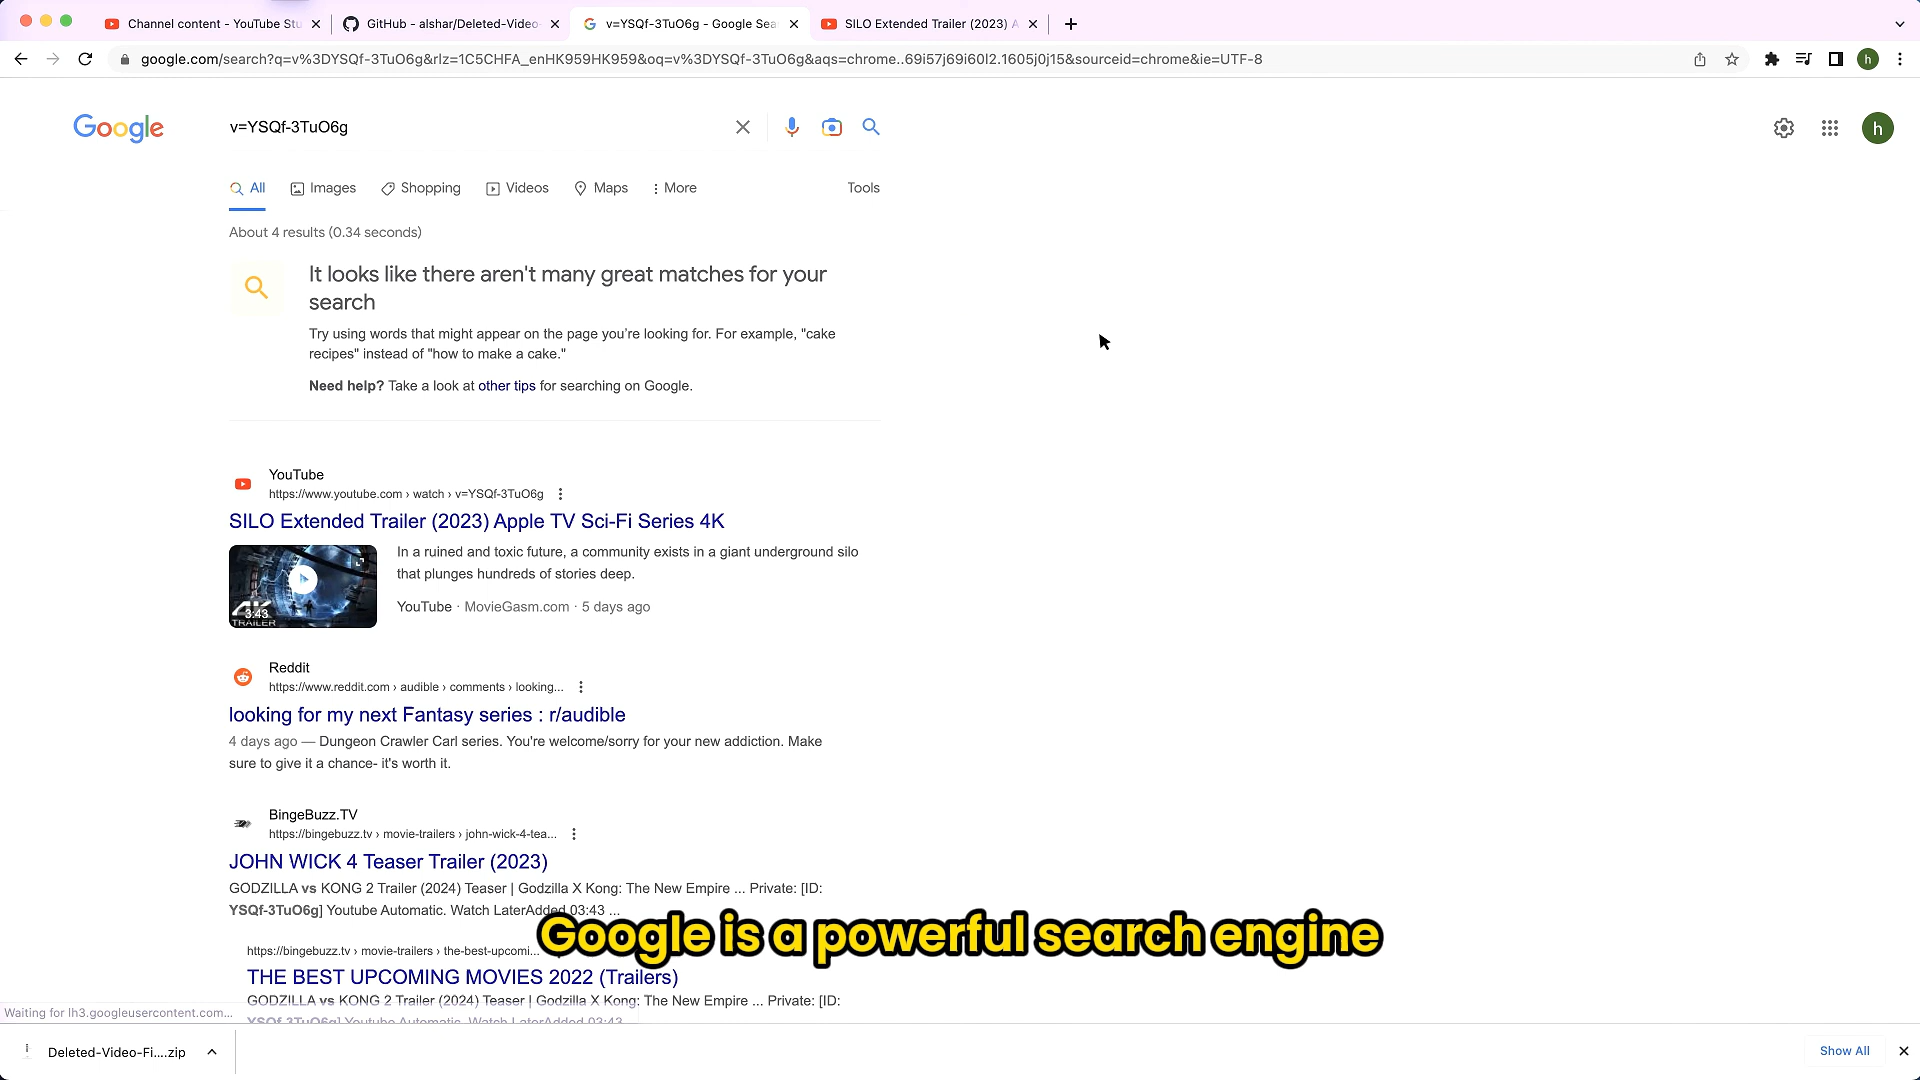 Channel content - YouTube Stu
GitHub - alshar/Deleted-Video-
v=YSQf-3TuO6g - Google Sea
SILO Extended Trailer (2023) A
google.com/search?q=v%3DYSQf-3TuO6g&rlz=1C5CHFA_enHK959HK959&oq=v%3DYSQf-3TuO6g&aqs=chrome..69i57j69i60l2.1605j0j15&sourceid=chrome&ie=UTF-8
h
Google
v=YSQf-3TuO6g
h
All
Images
Shopping
Videos
Maps
More
Tools
About 4 results (0.34 seconds)
It looks like there aren't many great matches for your
search
Try using words that might appear on the page you're looking for. For example, "cake
recipes" instead of "how to make a cake."
Need help? Take a look at other tips for searching on Google.
YouTube
https://www.youtube.com › watch › v=YSQf-3TuO6g
SILO Extended Trailer (2023) Apple TV Sci-Fi Series 4K
4K
3:43
TRAILER
In a ruined and toxic future, a community exists in a giant underground silo
that plunges hundreds of stories deep.
YouTube · MovieGasm.com · 5 days ago
Reddit
https://www.reddit.com › audible › comments › looking...
looking for my next Fantasy series : r/audible
4 days ago — Dungeon Crawler Carl series. You're welcome/sorry for your new addiction. Make
sure to give it a chance- it's worth it.
BingeBuzz.TV
https://bingebuzz.tv › movie-trailers › john-wick-4-tea...
JOHN WICK 4 Teaser Trailer (2023)
GODZILLA vs KONG 2 Trailer (2024) Teaser | Godzilla X Kong: The New Empire ... Private: [ID:
YSQf-3TuO6g] Youtube Automatic. Watch LaterAdded 03:43 ...
Google is a powerful search engine
https://bingebuzz.tv › movie-trailers › the-best-upcomi...
THE BEST UPCOMING MOVIES 2022 (Trailers)
GODZILLA vs KONG 2 Trailer (2024) Teaser | Godzilla X Kong: The New Empire ... Private: [ID:
YSQf-3TuO6g] Youtube Automatic. Watch LaterAdded 03:43
Waiting for lh3.googleusercontent.com...
Deleted-Video-Fi....zip
Show All